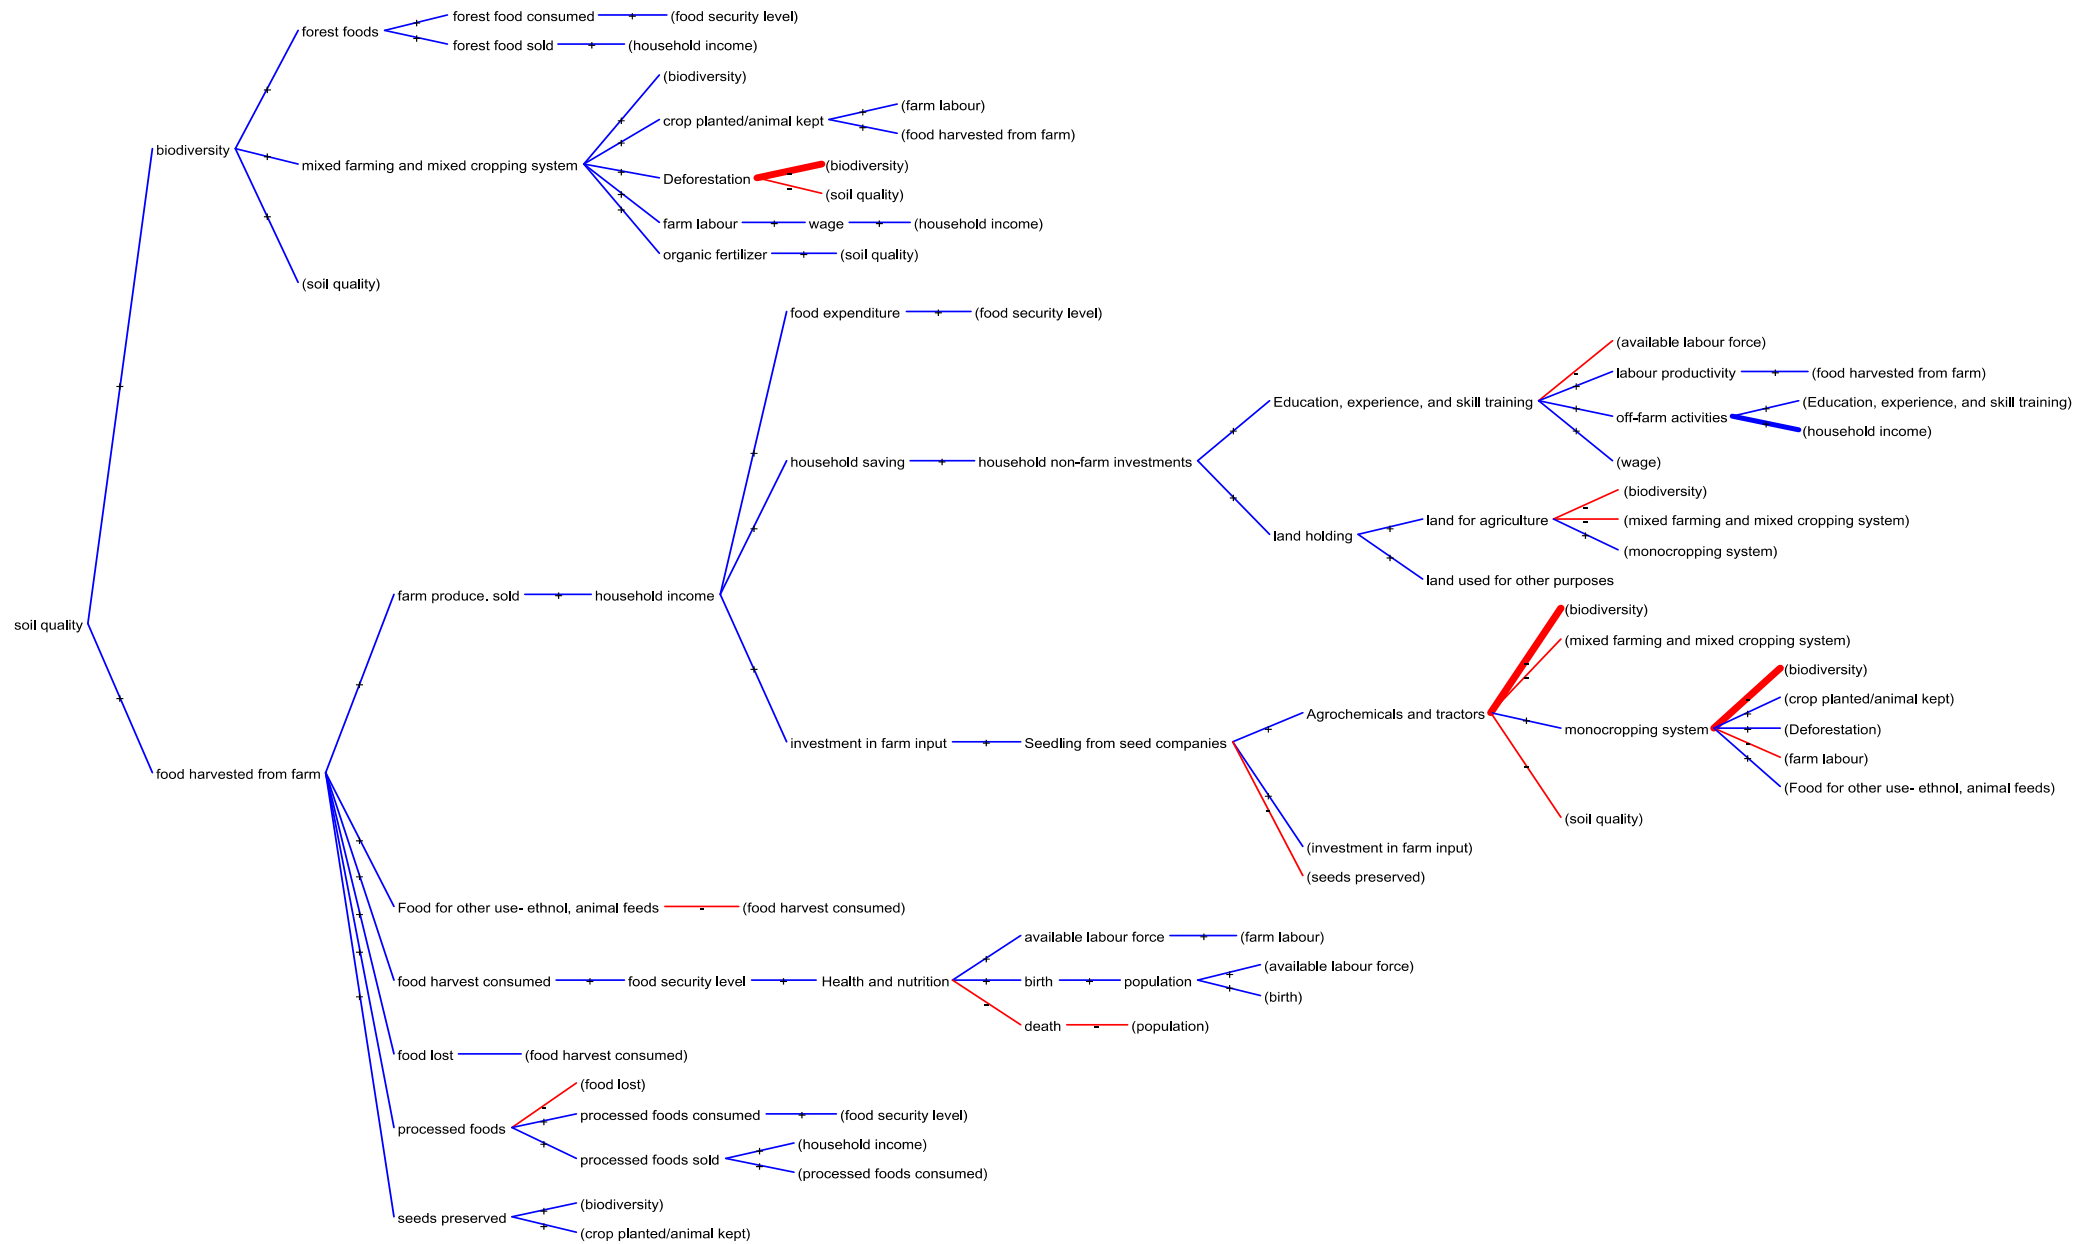 forest food consumed
(food security level)
forest foods
forest food sold
(household income)
(biodiversity)
crop planted/animal kept
(farm labour)
(food harvested from farm)
biodiversity
mixed farming and mixed cropping system
Deforestation
(biodiversity)
(soil quality)
farm labour
wage
(household income)
organic fertilizer
(soil quality)
(soil quality)
food expenditure
(food security level)
(available labour force)
labour productivity
(food harvested from farm)
Education, experience, and skill training
(Education, experience, and skill training)
off-farm activities
(household income)
household saving
household non-farm investments
(wage)
(biodiversity)
land for agriculture
(mixed farming and mixed cropping system)
land holding
(monocropping system)
land used for other purposes
farm produce. sold
household income
(biodiversity)
soil quality
(mixed farming and mixed cropping system)
(biodiversity)
(crop planted/animal kept)
Agrochemicals and tractors
monocropping system
(Deforestation)
investment in farm input
Seedling from seed companies
(farm labour)
food harvested from farm
(Food for other use- ethnol, animal feeds)
(soil quality)
(investment in farm input)
(seeds preserved)
Food for other use- ethnol, animal feeds
(food harvest consumed)
available labour force
(farm labour)
food harvest consumed
food security level
Health and nutrition
birth
population
(available labour force)
(birth)
death
(population)
food lost
(food harvest consumed)
(food lost)
processed foods consumed
(food security level)
processed foods
(household income)
processed foods sold
(processed foods consumed)
(biodiversity)
seeds preserved
(crop planted/animal kept)